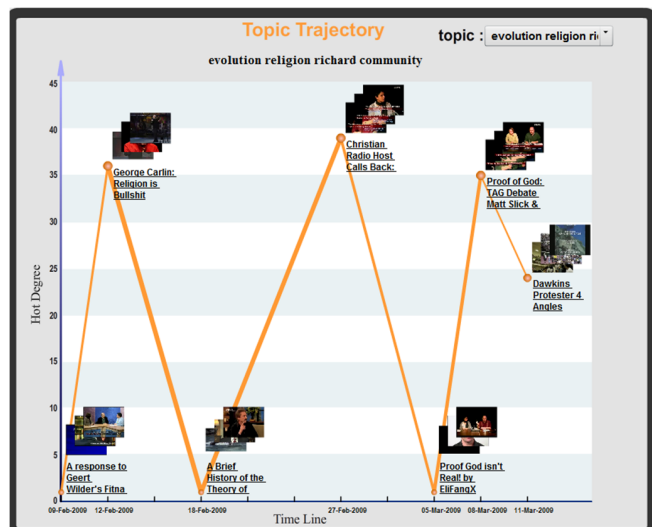 Topic Trajectory
topic : evolution religion ri
evolution religion richard community
Hot Degree
45
40
35
30
25
20
15
10
5
0
George Carlin:
Religion is
Bullshit
Christian
Radio Host
Calls Back:
Proof of God:
TAG Debate
Matt Slick &
Dawkins
Protester 4
Angles
A response to
Geert
Wilder's Fitna
A Brief
History of the
Theory of
Proof God isn't
Real! by
EliFangX
09-Feb-2009
12-Feb-2009
18-Feb-2009
27-Feb-2009
05-Mar-2009
08-Mar-2009
11-Mar-2009
Time Line